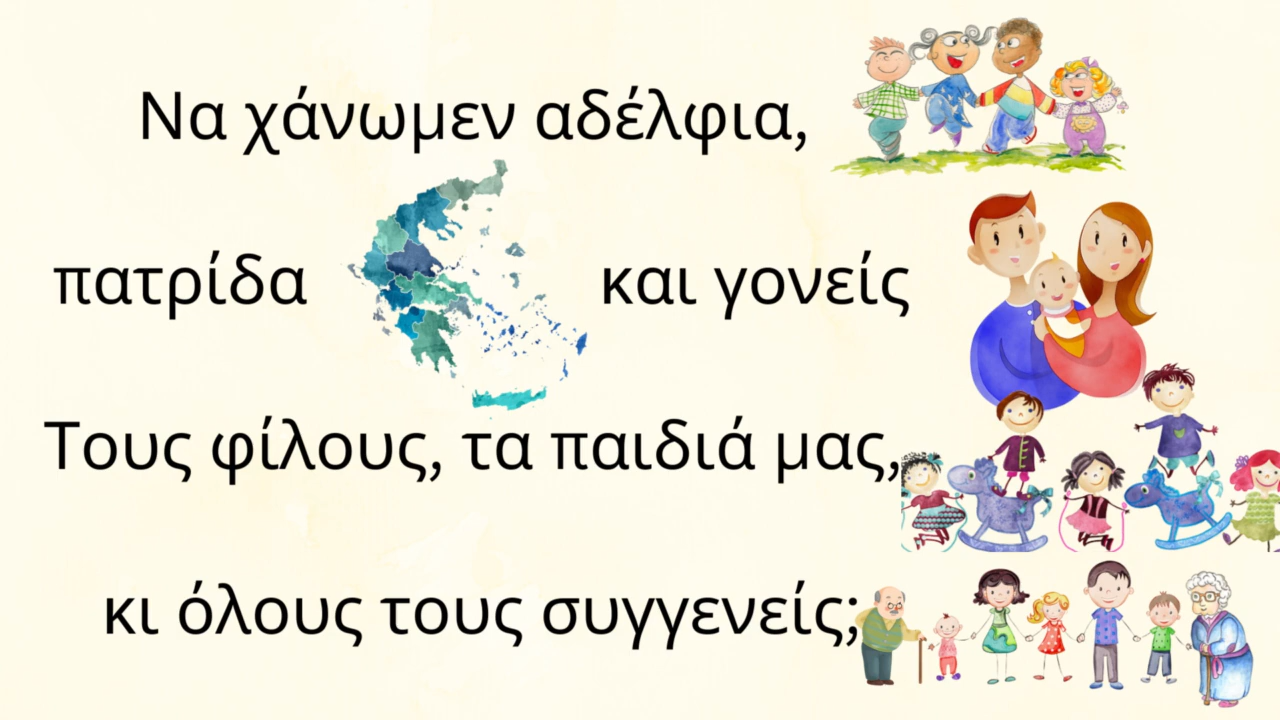 Να χάνωμεν αδέλφια,
πατρίδα και γονείς
Τους φίλους, τα παιδιά μας,
κι όλους τους συγγενείς;